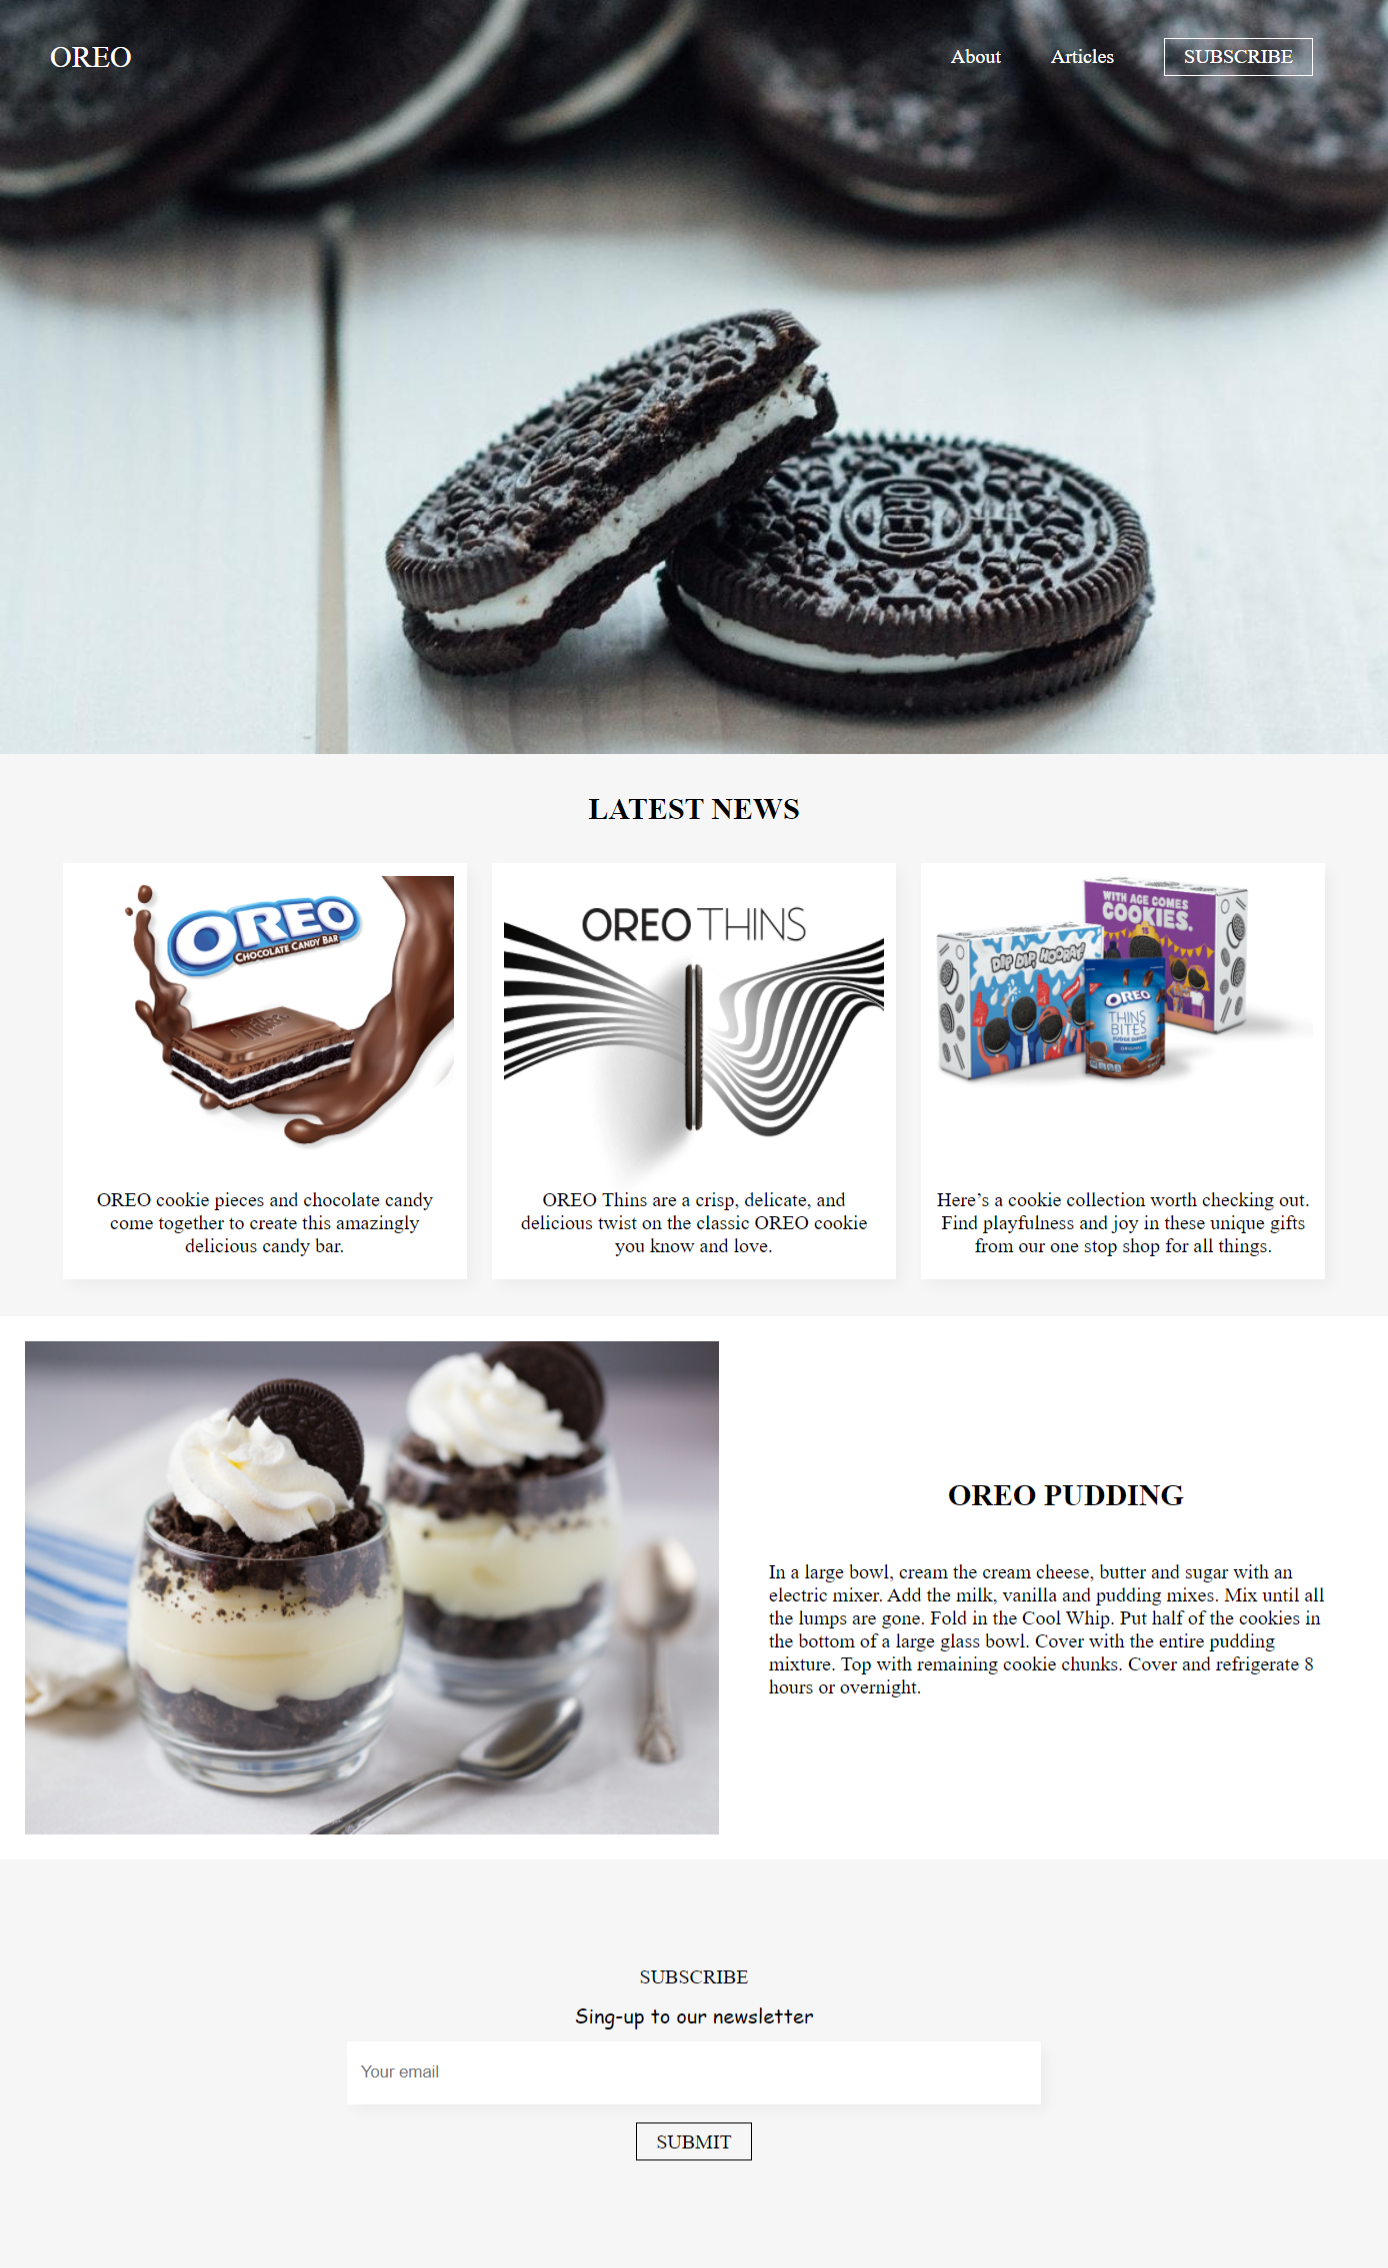 OREO
About
Articles
SUBSCRIBE
OREO
LATEST NEWS
OREO
CHOCOLATE CANDY BAR
OREO cookie pieces and chocolate candy
come together to create this amazingly
delicious candy bar.
OREO THINS
OREO Thins are a crisp, delicate, and
delicious twist on the classic OREO cookie
you know and love.
WITH AGE COMES
COOKIES.
DIP DIP, HOORAY!
OREO
THINS
BITES
FUDGE DIPPED
ORIGINAL
Here’s a cookie collection worth checking out.
Find playfulness and joy in these unique gifts
from our one stop shop for all things.
OREO PUDDING
In a large bowl, cream the cream cheese, butter and sugar with an
electric mixer. Add the milk, vanilla and pudding mixes. Mix until all
the lumps are gone. Fold in the Cool Whip. Put half of the cookies in
the bottom of a large glass bowl. Cover with the entire pudding
mixture. Top with remaining cookie chunks. Cover and refrigerate 8
hours or overnight.
SUBSCRIBE
Sing-up to our newsletter
Your email
SUBMIT